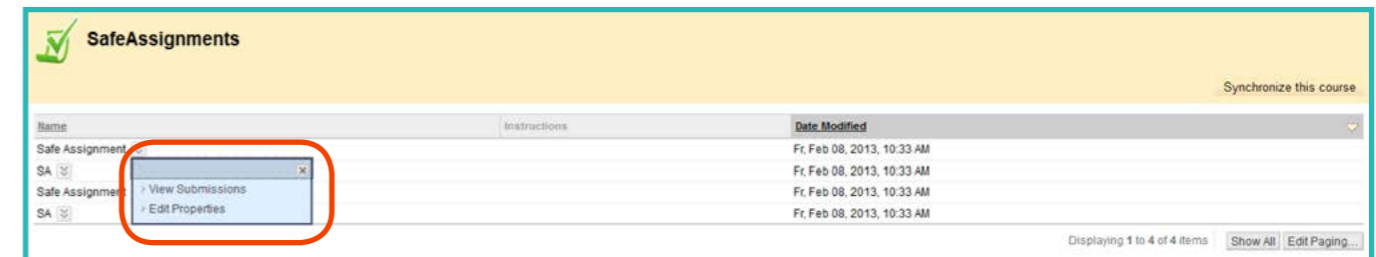 SafeAssignments
Synchronize this course
Name Instructions Date Modified
Safe Assignment Fr, Feb 08, 2013, 10:33 AM
SA Fr, Feb 08, 2013, 10:33 AM
Safe Assignment > View Submissions Fr, Feb 08, 2013, 10:33 AM
SA > Edit Properties Fr, Feb 08, 2013, 10:33 AM
Displaying 1 to 4 of 4 items Show All Edit Paging...